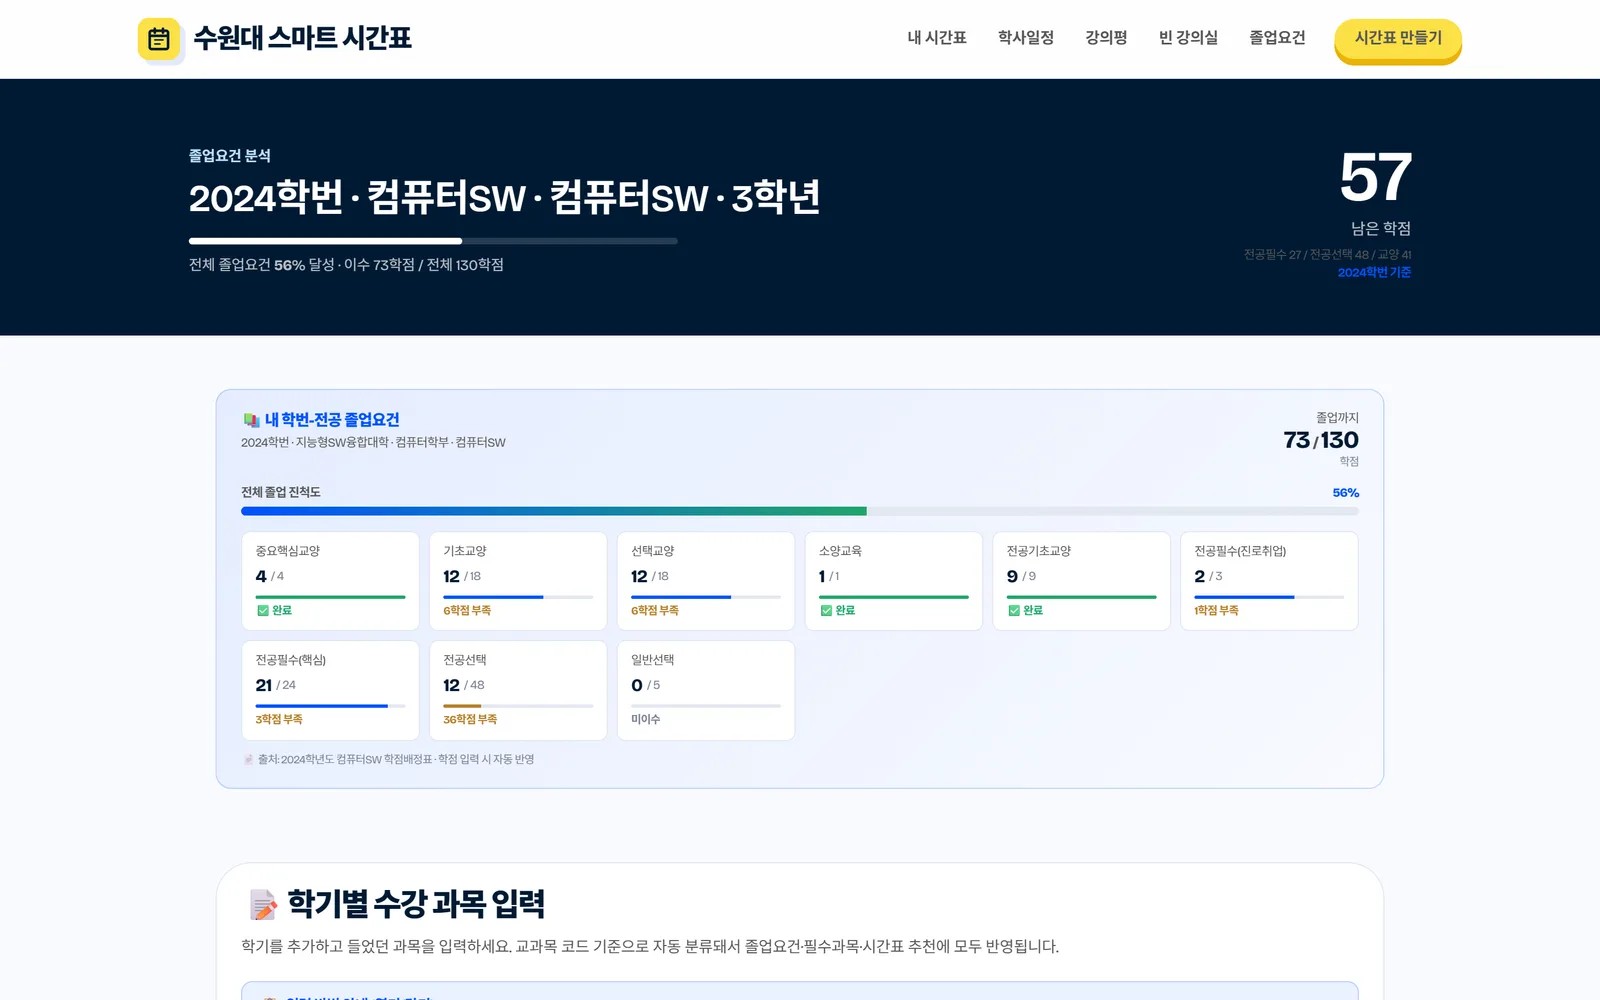 수원대 스마트 시간표
내 시간표 학사일정 강의평 빈 강의실 졸업요건 시간표 만들기
졸업요건 분석
2024학번 · 컴퓨터SW · 컴퓨터SW · 3학년
전체 졸업요건 56% 달성 · 이수 73학점 / 전체 130학점
57
남은 학점
전공필수 27 / 전공선택 48 / 교양 41
2024학번 기준
내 학번-전공 졸업요건
2024학번 · 지능형SW융합대학 · 컴퓨터학부 · 컴퓨터SW
졸업까지
73 / 130
학점
전체 졸업 진척도 56%
중요핵심교양
4 / 4
완료
기초교양
12 / 18
6학점 부족
선택교양
12 / 18
6학점 부족
소양교육
1 / 1
완료
전공기초교양
9 / 9
완료
전공필수(진로취업)
2 / 3
1학점 부족
전공필수(핵심)
21 / 24
3학점 부족
전공선택
12 / 48
36학점 부족
일반선택
0 / 5
미이수
출처: 2024학년도 컴퓨터SW 학점배정표 · 학점 입력 시 자동 반영
학기별 수강 과목 입력
학기를 추가하고 들었던 과목을 입력하세요. 교과목 코드 기준으로 자동 분류돼서 졸업요건·필수과목·시간표 추천에 모두 반영됩니다.